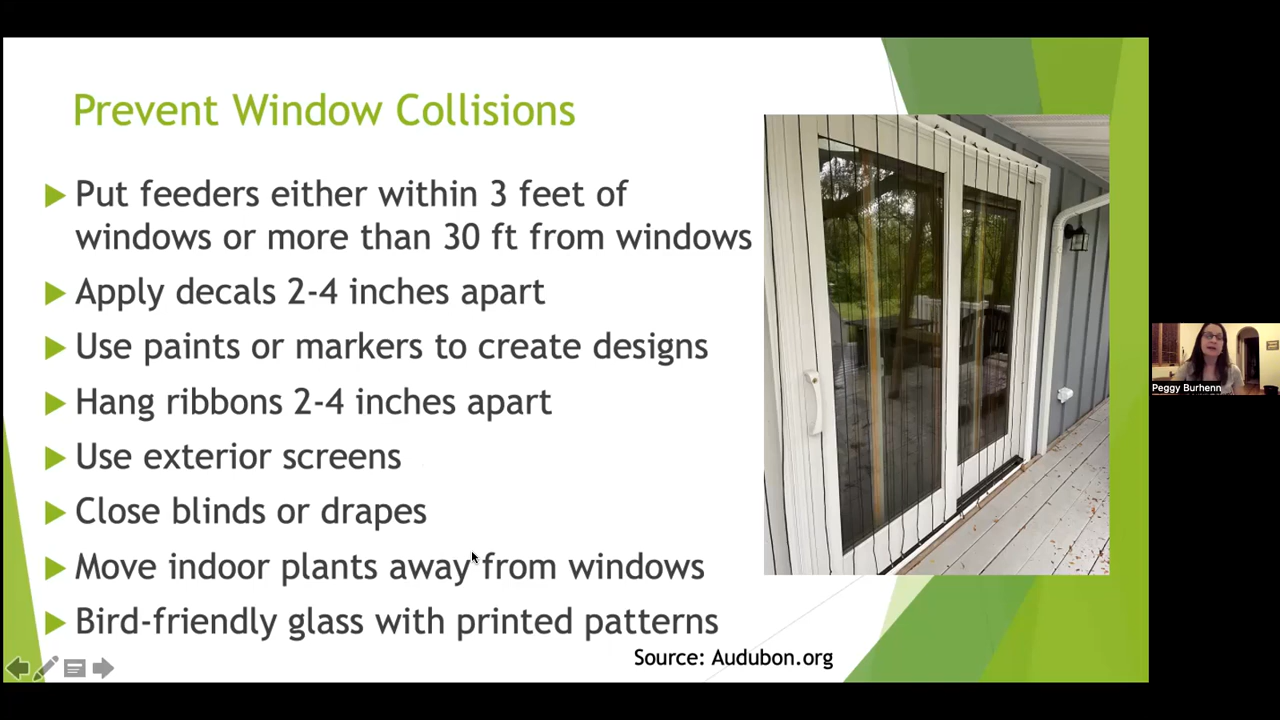 Prevent Window Collisions
Put feeders either within 3 feet of
windows or more than 30 ft from windows
Apply decals 2-4 inches apart
Use paints or markers to create designs
Hang ribbons 2-4 inches apart
Use exterior screens
Close blinds or drapes
Move indoor plants away from windows
Bird-friendly glass with printed patterns
Source: Audubon.org
Peggy Burhenn